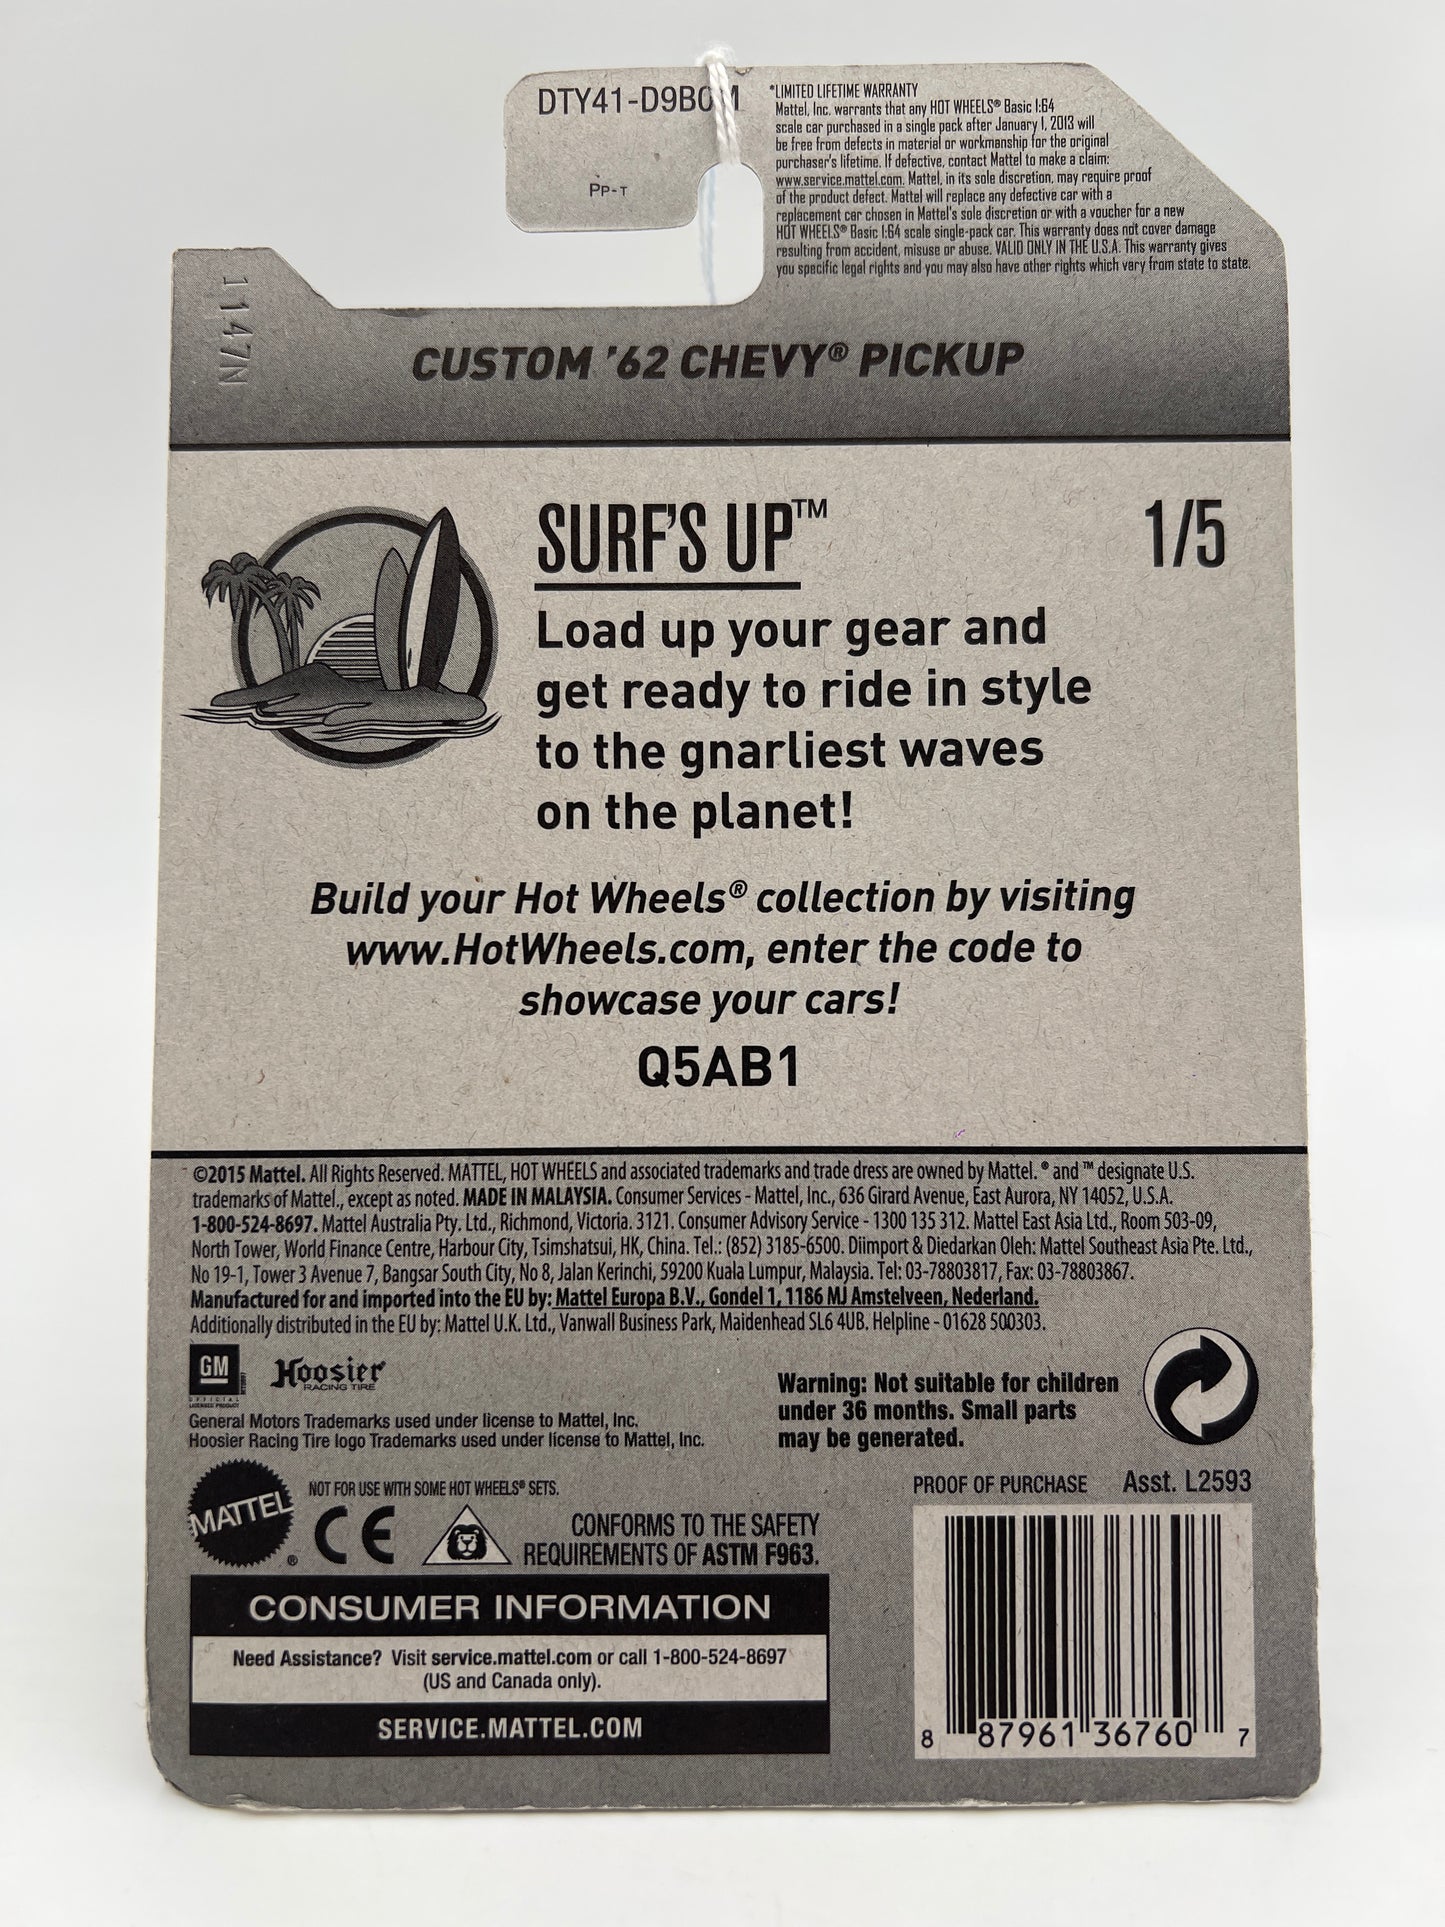 DTY41-D9B0M
PP-T
*LIMITED LIFETIME WARRANTY
Mattel, Inc. warrants that any HOT WHEELS® Basic 1:64
scale car purchased in a single pack after January 1, 2013 will
be free from defects in material or workmanship for the original
purchaser's lifetime. If defective, contact Mattel to make a claim:
www.service.mattel.com. Mattel, in its sole discretion, may require proof
of the product defect. Mattel will replace any defective car with a
replacement car chosen in Mattel's sole discretion or with a voucher for a new
HOT WHEELS® Basic 1:64 scale single-pack car. This warranty does not cover damage
resulting from accident, misuse or abuse. VALID ONLY IN THE U.S.A. This warranty gives
you specific legal rights and you may also have other rights which vary from state to state.
1147N
CUSTOM '62 CHEVY® PICKUP
SURF'S UP™
1/5
Load up your gear and
get ready to ride in style
to the gnarliest waves
on the planet!
Build your Hot Wheels® collection by visiting
www.HotWheels.com, enter the code to
showcase your cars!
Q5AB1
©2015 Mattel. All Rights Reserved. MATTEL, HOT WHEELS and associated trademarks and trade dress are owned by Mattel. ® and ™ designate U.S.
trademarks of Mattel., except as noted. MADE IN MALAYSIA. Consumer Services - Mattel, Inc., 636 Girard Avenue, East Aurora, NY 14052, U.S.A.
1-800-524-8697. Mattel Australia Pty. Ltd., Richmond, Victoria. 3121. Consumer Advisory Service - 1300 135 312. Mattel East Asia Ltd., Room 503-09,
North Tower, World Finance Centre, Harbour City, Tsimshatsui, HK, China. Tel.: (852) 3185-6500. Diimport & Diedarkan Oleh: Mattel Southeast Asia Pte. Ltd.,
No 19-1, Tower 3 Avenue 7, Bangsar South City, No 8, Jalan Kerinchi, 59200 Kuala Lumpur, Malaysia. Tel: 03-78803817, Fax: 03-78803867.
Manufactured for and imported into the EU by: Mattel Europa B.V., Gondel 1, 1186 MJ Amstelveen, Nederland.
Additionally distributed in the EU by: Mattel U.K. Ltd., Vanwall Business Park, Maidenhead SL6 4UB. Helpline - 01628 500303.
GM
OFFICIAL
LICENSED PRODUCT
Hoosier
RACING TIRE
General Motors Trademarks used under license to Mattel, Inc.
Hoosier Racing Tire logo Trademarks used under license to Mattel, Inc.
Warning: Not suitable for children
under 36 months. Small parts
may be generated.
MATTEL®
NOT FOR USE WITH SOME HOT WHEELS® SETS.
CE
CONFORMS TO THE SAFETY
REQUIREMENTS OF ASTM F963.
PROOF OF PURCHASE
Asst. L2593
CONSUMER INFORMATION
Need Assistance? Visit service.mattel.com or call 1-800-524-8697
(US and Canada only).
SERVICE.MATTEL.COM
8 87961 36760 7